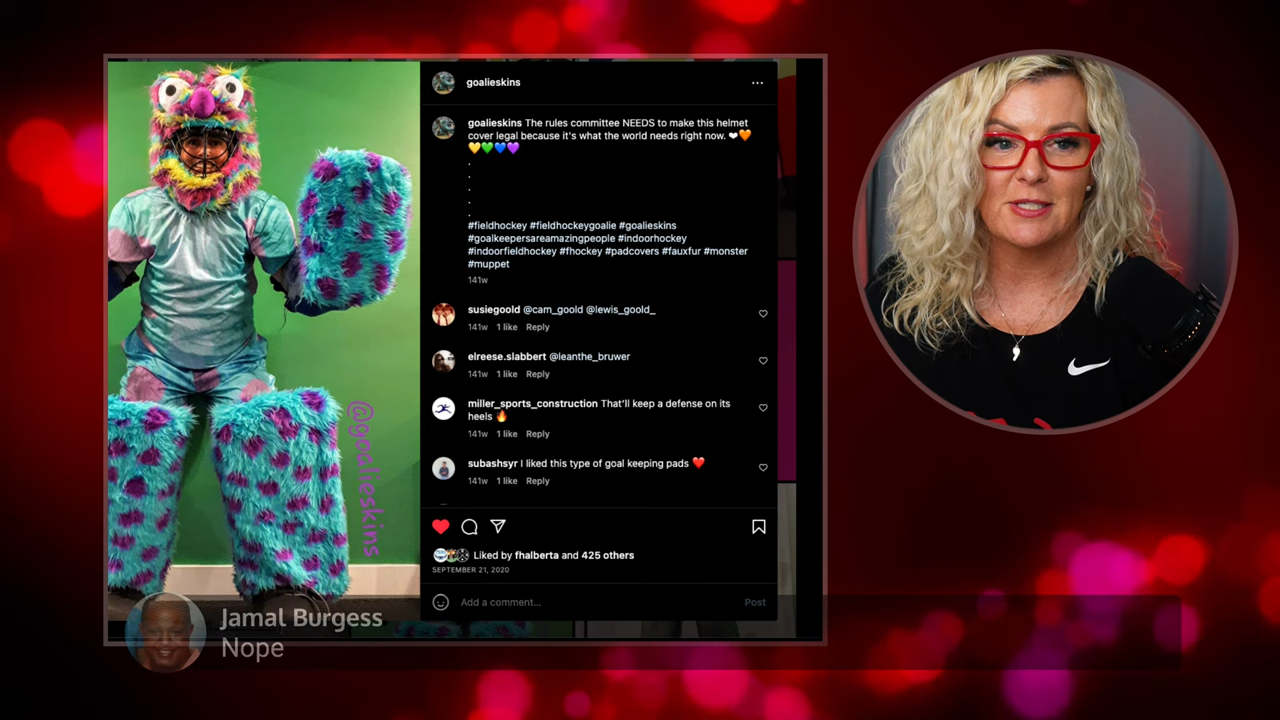 goalieskins
goalieskins The rules committee NEEDS to make this helmet
cover legal because it's what the world needs right now. ❤🧡
💛💚💙💜
.
.
.
.
.
#fieldhockey #fieldhockeygoalie #goalieskins
#goalkeepersareamazingpeople #indoorhockey
#indoorfieldhockey #fhockey #padcovers #fauxfur #monster
#muppet
141w
susiegoold @cam_goold @lewis_goold_
141w 1 like Reply
elreese.slabbert @leanthe_bruwer
141w 1 like Reply
miller_sports_construction That'll keep a defense on its
heels 🔥
141w 1 like Reply
subashsyr I liked this type of goal keeping pads ❤️
141w 1 like Reply
Liked by fhalberta and 425 others
SEPTEMBER 21, 2020
Add a comment...
Post
@goalieskins
Jamal Burgess
Nope